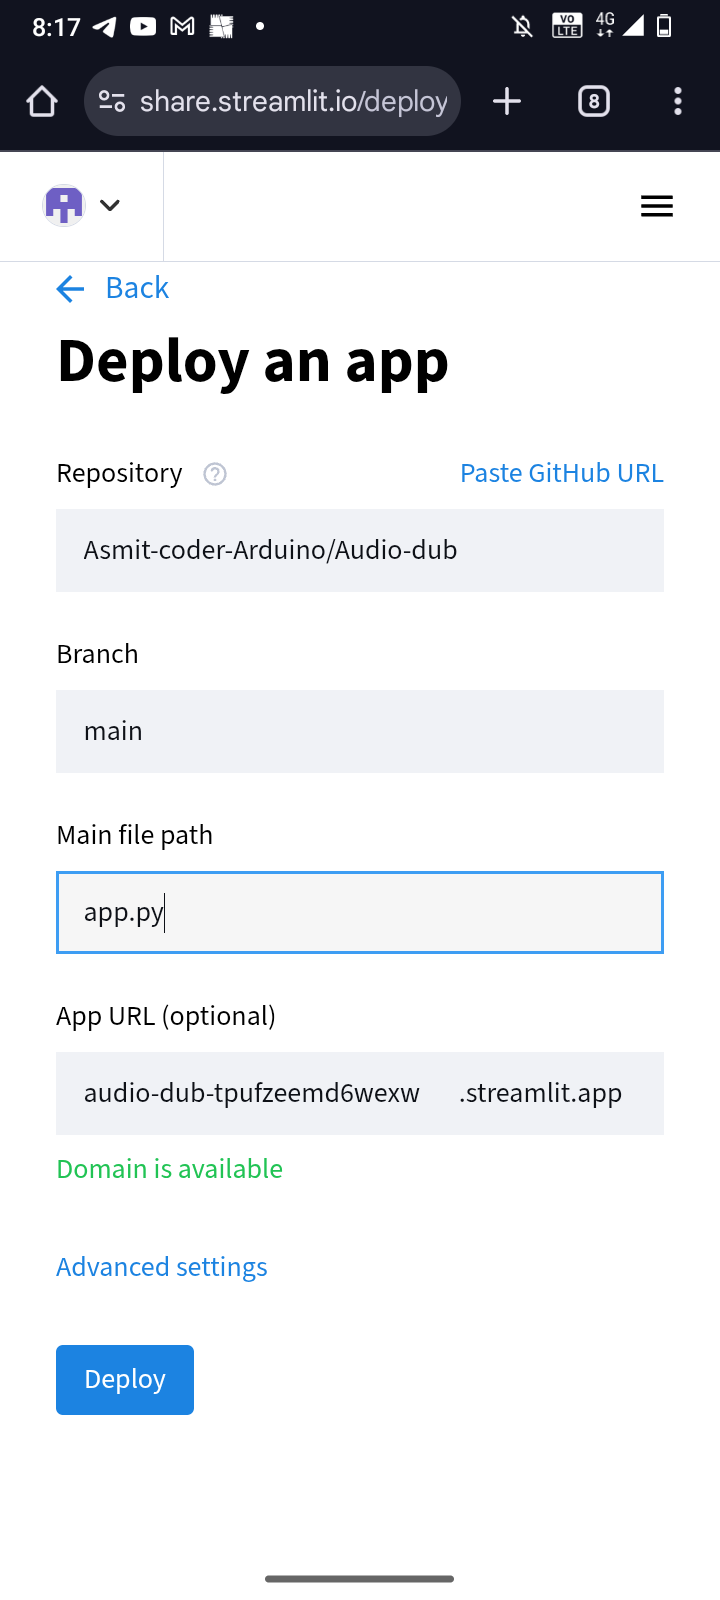 8:17
VO LTE
4G
share.streamlit.io/deploy
8
Back
Deploy an app
Repository
Paste GitHub URL
Asmit-coder-Arduino/Audio-dub
Branch
main
Main file path
app.py
App URL (optional)
audio-dub-tpufzeemd6wexw .streamlit.app
Domain is available
Advanced settings
Deploy